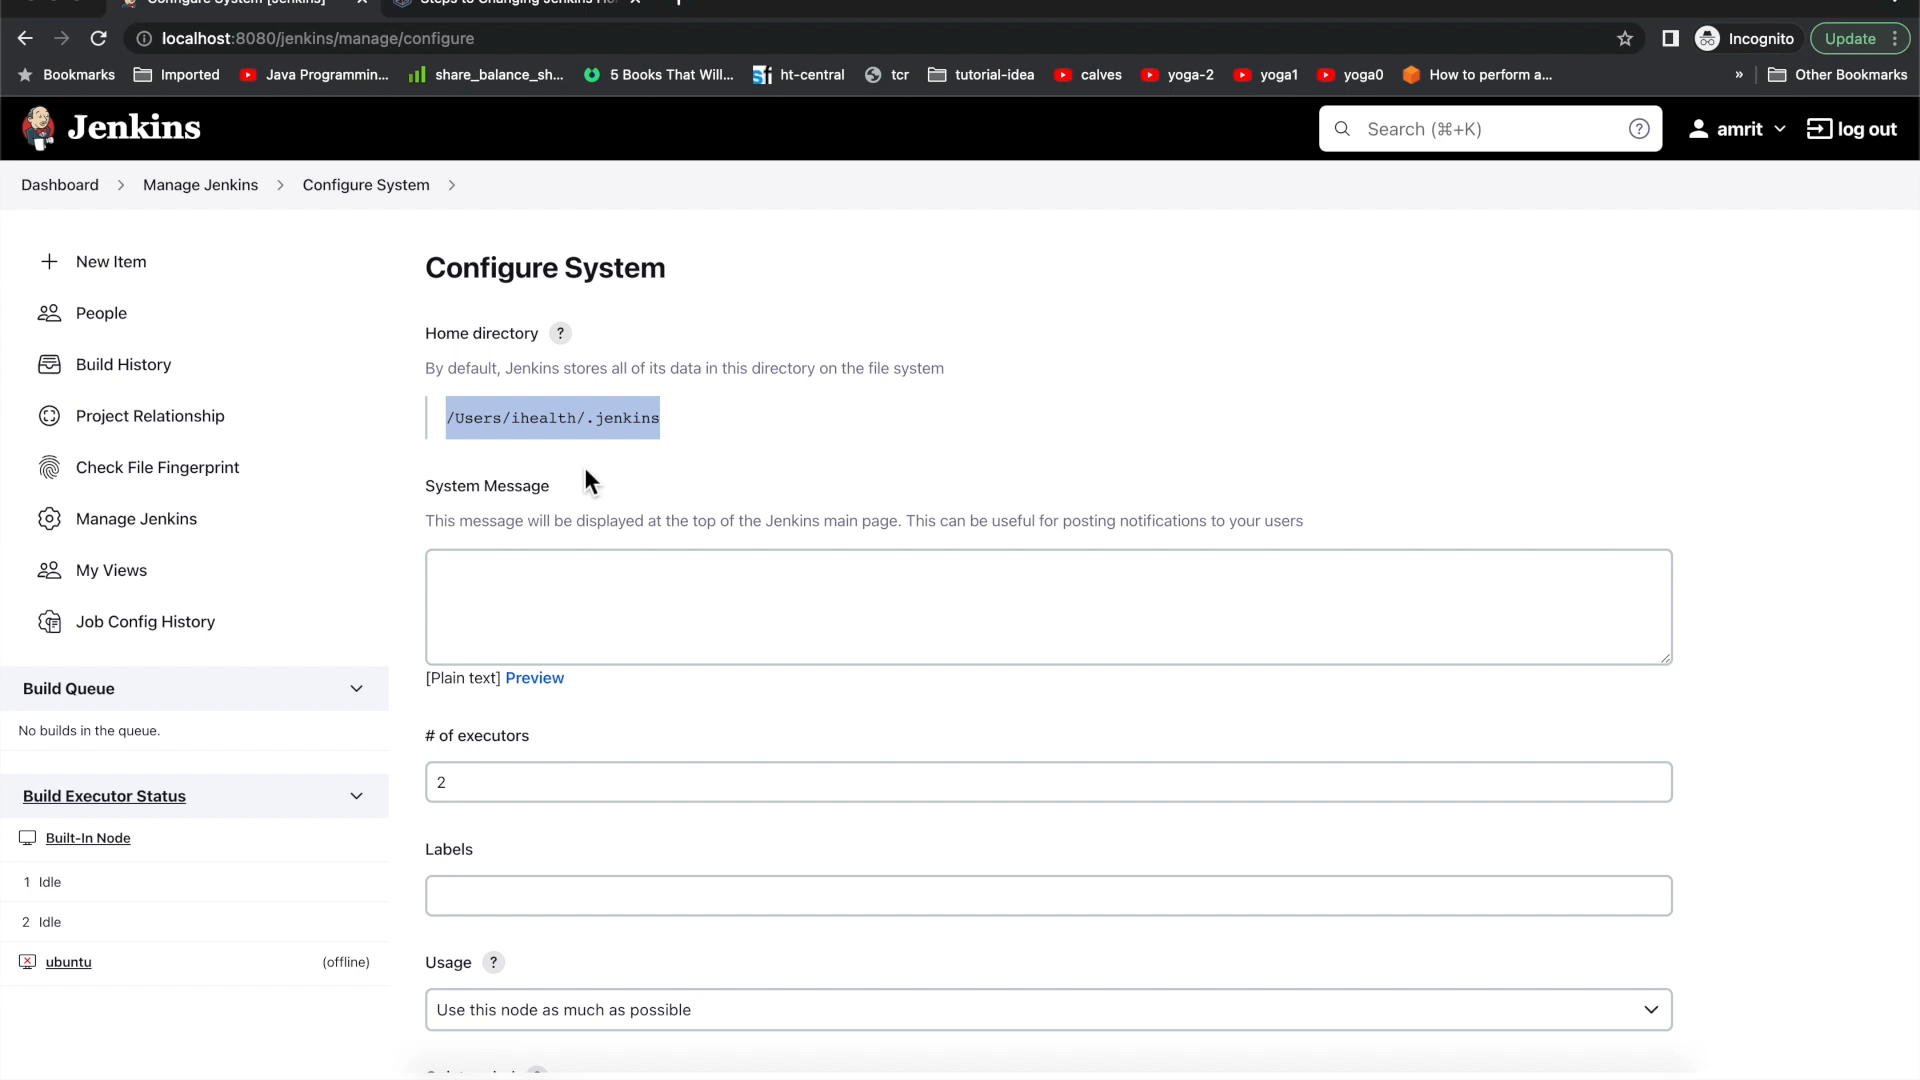 Configure System [Jenkins]
Steps to Changing Jenkins Ho
localhost:8080/jenkins/manage/configure
Incognito
Update
Bookmarks
Imported
Java Programmin...
share_balance_sh...
5 Books That Will...
ht-central
tcr
tutorial-idea
calves
yoga-2
yoga1
yoga0
How to perform a...
»
Other Bookmarks
Jenkins
Search (⌘+K)
?
amrit
log out
Dashboard
Manage Jenkins
Configure System
New Item
People
Build History
Project Relationship
Check File Fingerprint
Manage Jenkins
My Views
Job Config History
Build Queue
No builds in the queue.
Build Executor Status
Built-In Node
1 Idle
2 Idle
ubuntu (offline)
Configure System
Home directory ?
By default, Jenkins stores all of its data in this directory on the file system
/Users/ihealth/.jenkins
System Message
This message will be displayed at the top of the Jenkins main page. This can be useful for posting notifications to your users
[Plain text] Preview
# of executors
2
Labels
Usage ?
Use this node as much as possible